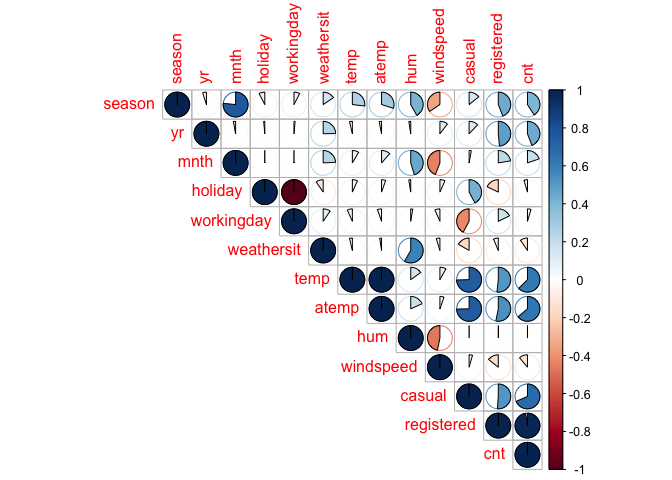 season
yr
mnth
holiday
workingday
weathersit
temp
atemp
hum
windspeed
casual
registered
cnt
season
yr
mnth
holiday
workingday
weathersit
temp
atemp
hum
windspeed
casual
registered
cnt
1
0.8
0.6
0.4
0.2
0
-0.2
-0.4
-0.6
-0.8
-1